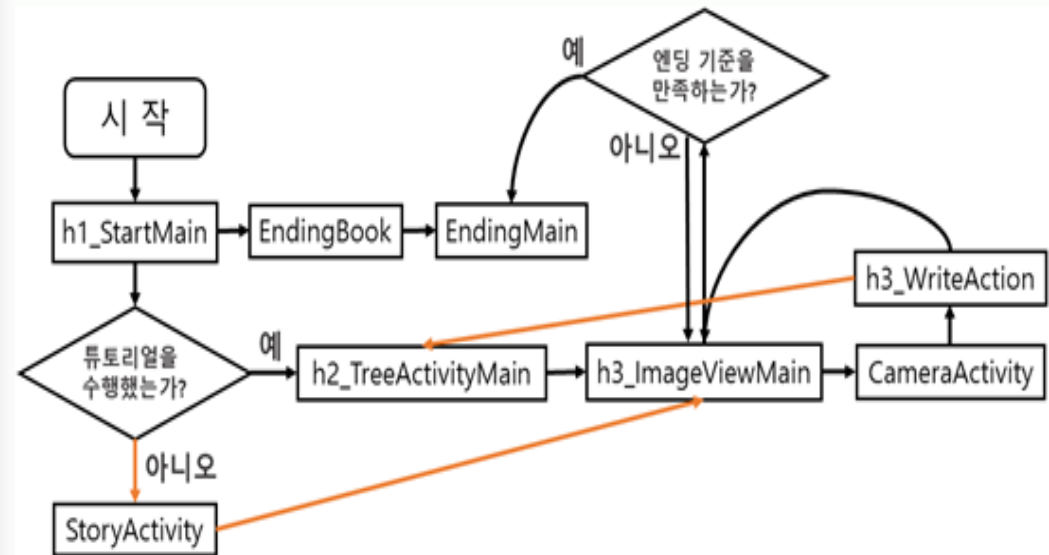 예
엔딩 기준을
만족하는가?
시 작
아니오
h1_StartMain
EndingBook
EndingMain
h3_WriteAction
튜토리얼을
수행했는가?
예
h2_TreeActivityMain
h3_ImageViewMain
CameraActivity
아니오
StoryActivity